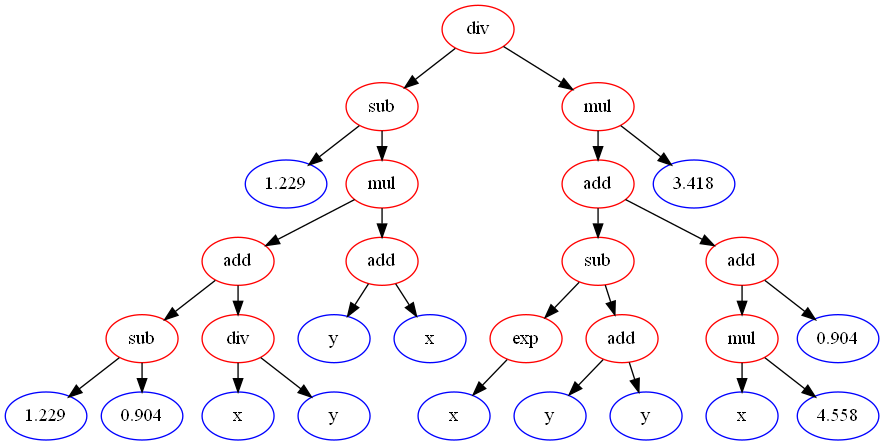 div
sub mul
1.229 mul add 3.418
add add sub add
sub div y x exp add mul 0.904
1.229 0.904 x y x y y x 4.558